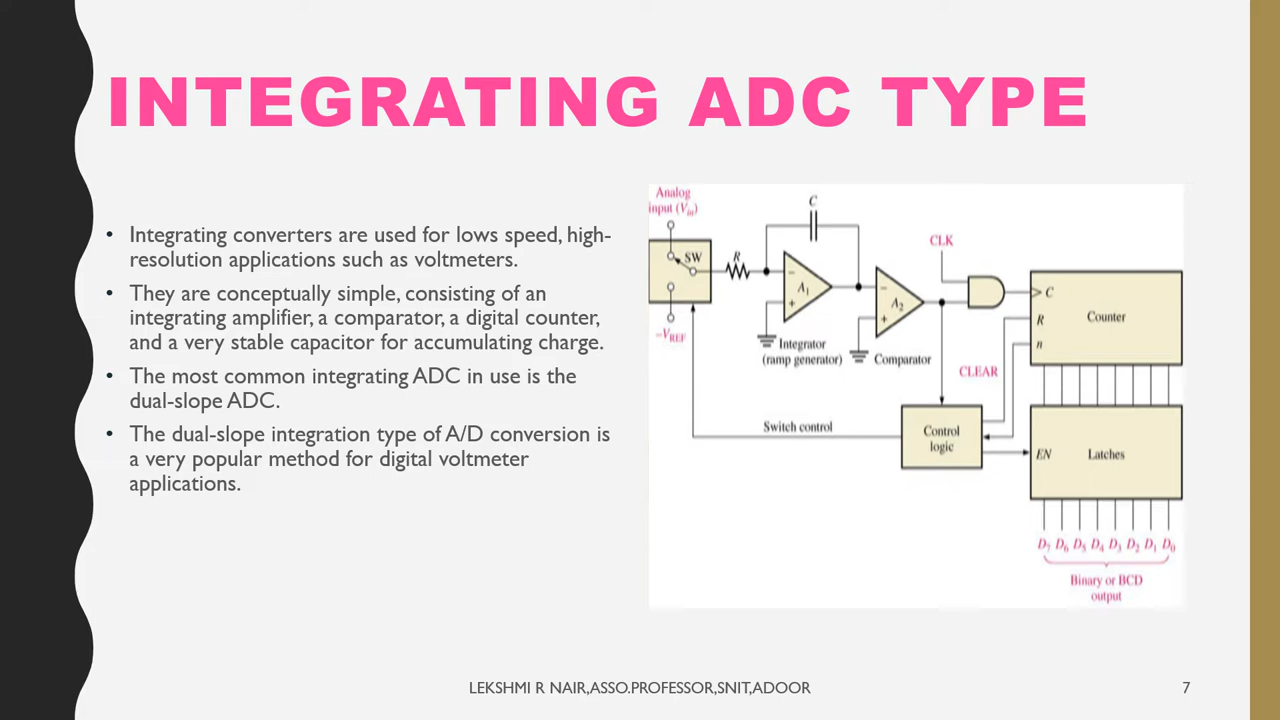 INTEGRATING ADC TYPE
• Integrating converters are used for lows speed, high-
resolution applications such as voltmeters.
• They are conceptually simple, consisting of an
integrating amplifier, a comparator, a digital counter,
and a very stable capacitor for accumulating charge.
• The most common integrating ADC in use is the
dual-slope ADC.
• The dual-slope integration type of A/D conversion is
a very popular method for digital voltmeter
applications.
Analog
input (Vin)
SW
R
C
A1
A2
−VREF
Integrator
(ramp generator)
Comparator
CLK
CLEAR
C
R
n
Counter
Switch control
Control
logic
EN
Latches
D7 D6 D5 D4 D3 D2 D1 D0
Binary or BCD
output
LEKSHMI R NAIR,ASSO.PROFESSOR,SNIT,ADOOR
7